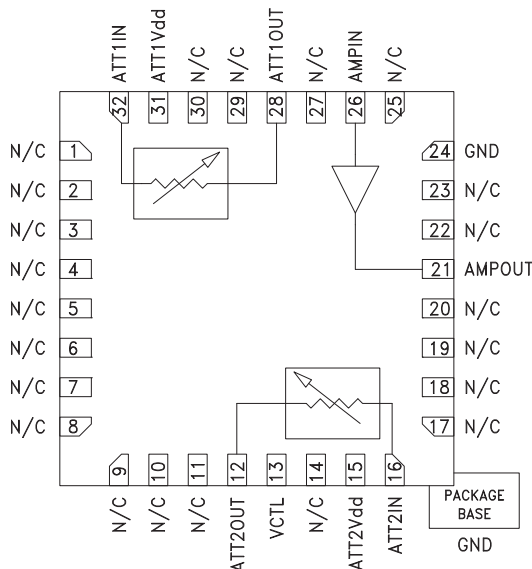 ATT1IN
ATT1Vdd
N/C
N/C
ATT1OUT
N/C
AMPIN
N/C
32
31
30
29
28
27
26
25
N/C 1
N/C 2
N/C 3
N/C 4
N/C 5
N/C 6
N/C 7
N/C 8
24 GND
23 N/C
22 N/C
21 AMPOUT
20 N/C
19 N/C
18 N/C
17 N/C
9
10
11
12
13
14
15
16
N/C
N/C
N/C
ATT2OUT
VCTL
N/C
ATT2Vdd
ATT2IN
PACKAGE
BASE
GND